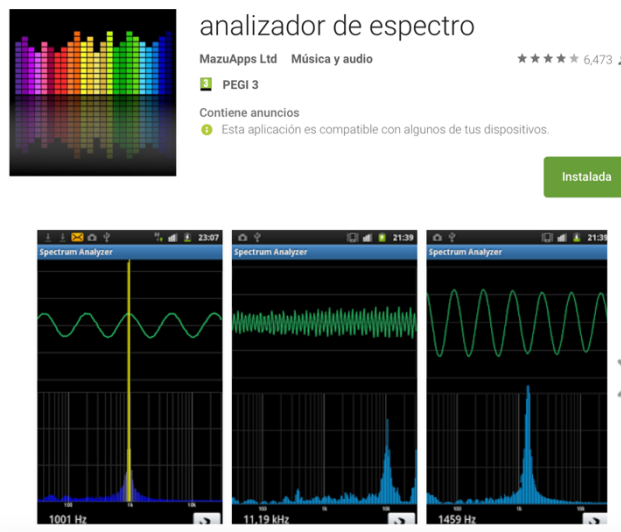 analizador de espectro
MazuApps Ltd Música y audio 6,473
3 PEGI 3
Contiene anuncios
Esta aplicación es compatible con algunos de tus dispositivos.
Instalada
23:07
Spectrum Analyzer
100 1k 10k
1001 Hz
21:39
Spectrum Analyzer
100 1k 10k
11,19 kHz
21:39
Spectrum Analyzer
100 1k 10k
1459 Hz